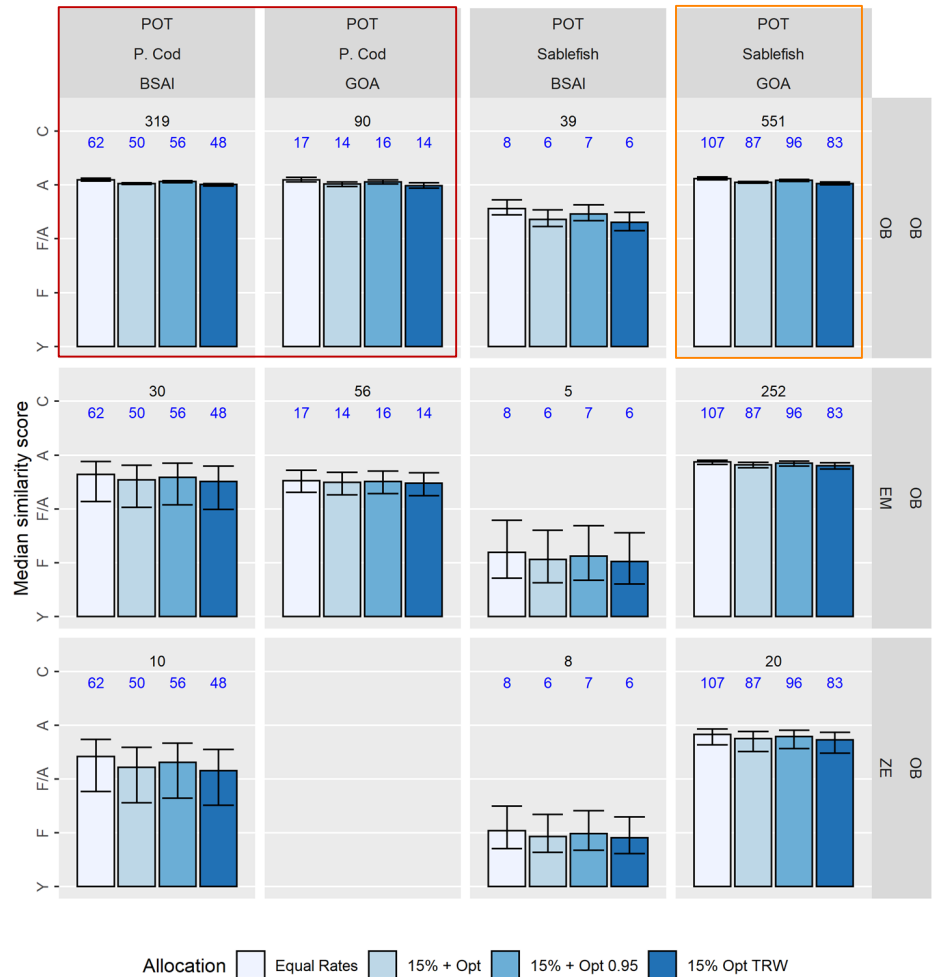 POT POT POT POT
P. Cod P. Cod Sablefish Sablefish
BSAI GOA BSAI GOA
319 90 39 551
C
62 50 56 48 17 14 16 14 8 6 7 6 107 87 96 83
A
F/A
F
Y
OB
OB
30 56 5 252
C
62 50 56 48 17 14 16 14 8 6 7 6 107 87 96 83
A
F/A
F
Y
OB
EM
10 8 20
C
62 50 56 48 8 6 7 6 107 87 96 83
A
F/A
F
Y
OB
ZE
Median similarity score
Allocation Equal Rates 15% + Opt 15% + Opt 0.95 15% Opt TRW